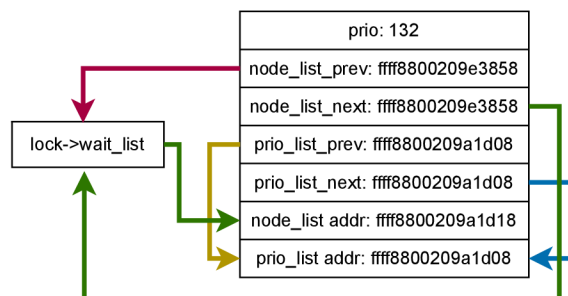 prio: 132
node_list_prev: ffff8800209e3858
node_list_next: ffff8800209e3858
lock->wait_list
prio_list_prev: ffff8800209a1d08
prio_list_next: ffff8800209a1d08
node_list addr: ffff8800209a1d18
prio_list addr: ffff8800209a1d08